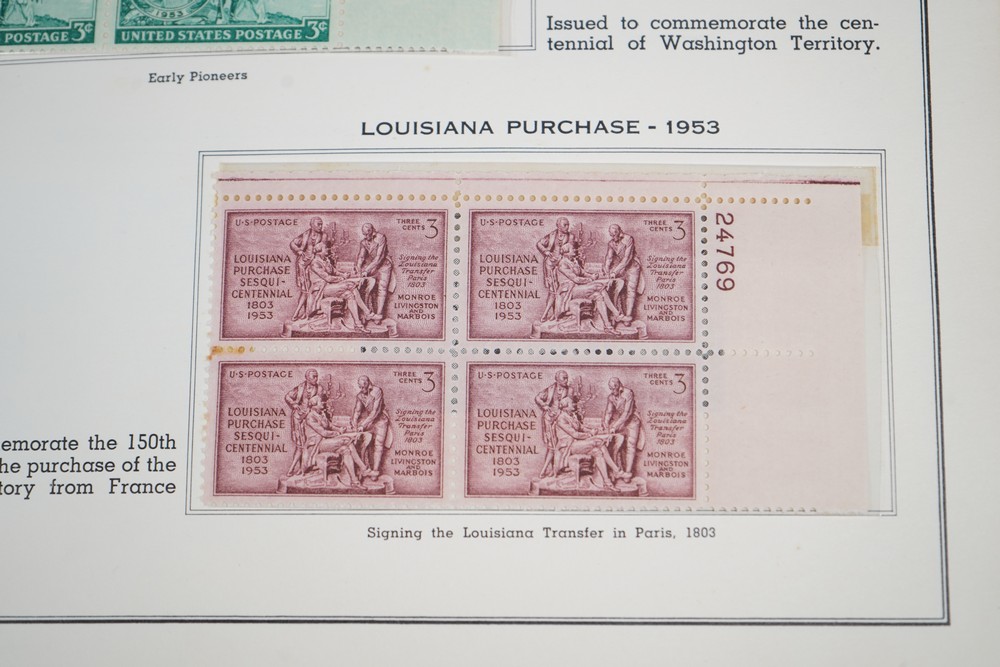 POSTAGE 3¢
1953
UNITED STATES POSTAGE 3¢
Early Pioneers
Issued to commemorate the cen-
tennial of Washington Territory.
LOUISIANA PURCHASE - 1953
U·S·POSTAGE
THREE CENTS 3
LOUISIANA
PURCHASE
SESQUI-
CENTENNIAL
1803
1953
Signing the
Louisiana
Transfer
Paris
1803
MONROE
LIVINGSTON
AND
MARBOIS
U·S·POSTAGE
THREE CENTS 3
LOUISIANA
PURCHASE
SESQUI-
CENTENNIAL
1803
1953
Signing the
Louisiana
Transfer
Paris
1803
MONROE
LIVINGSTON
AND
MARBOIS
24769
U·S·POSTAGE
THREE CENTS 3
LOUISIANA
PURCHASE
SESQUI-
CENTENNIAL
1803
1953
Signing the
Louisiana
Transfer
Paris
1803
MONROE
LIVINGSTON
AND
MARBOIS
U·S·POSTAGE
THREE CENTS 3
LOUISIANA
PURCHASE
SESQUI-
CENTENNIAL
1803
1953
Signing the
Louisiana
Transfer
Paris
1803
MONROE
LIVINGSTON
AND
MARBOIS
emorate the 150th
he purchase of the
tory from France
Signing the Louisiana Transfer in Paris, 1803